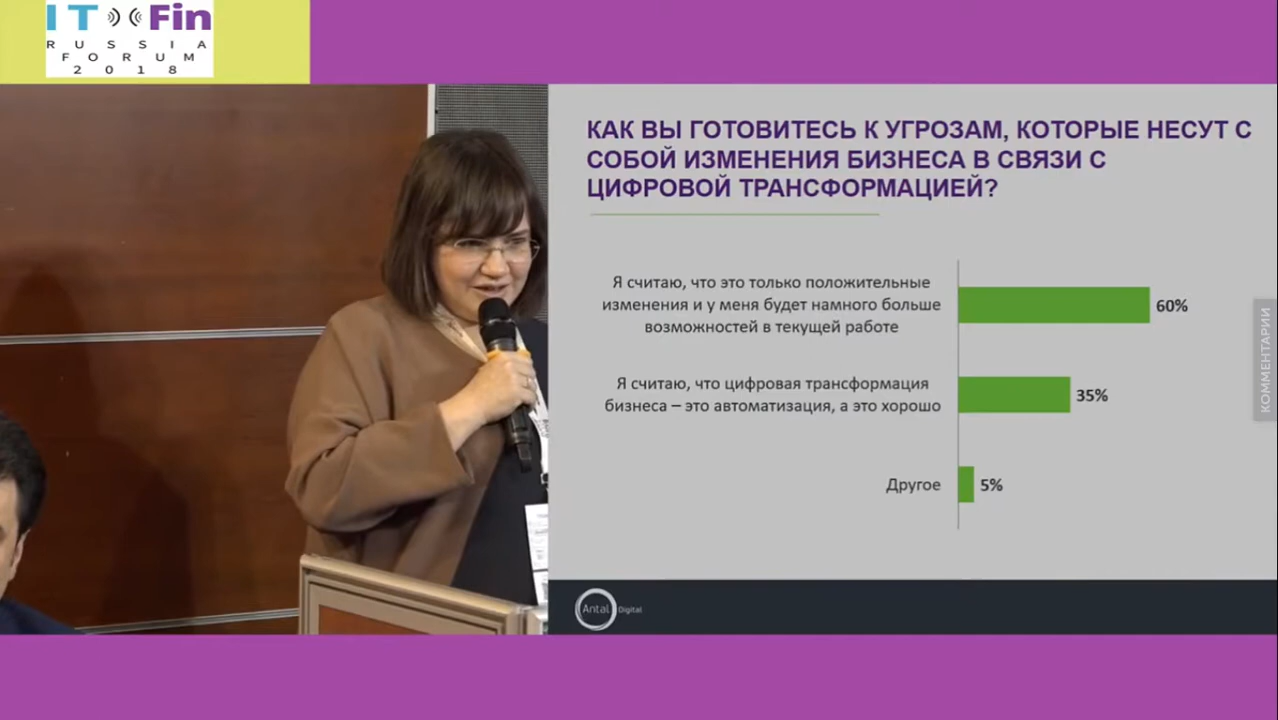 IT Fin
RUSSIA
FORUM
2018
КАК ВЫ ГОТОВИТЕСЬ К УГРОЗАМ, КОТОРЫЕ НЕСУТ С
СОБОЙ ИЗМЕНЕНИЯ БИЗНЕСА В СВЯЗИ С
ЦИФРОВОЙ ТРАНСФОРМАЦИЕЙ?
Я считаю, что это только положительные
изменения и у меня будет намного больше
возможностей в текущей работе
60%
Я считаю, что цифровая трансформация
бизнеса – это автоматизация, а это хорошо
35%
Другое
5%
КОММЕНТАРИИ
Antal Digital